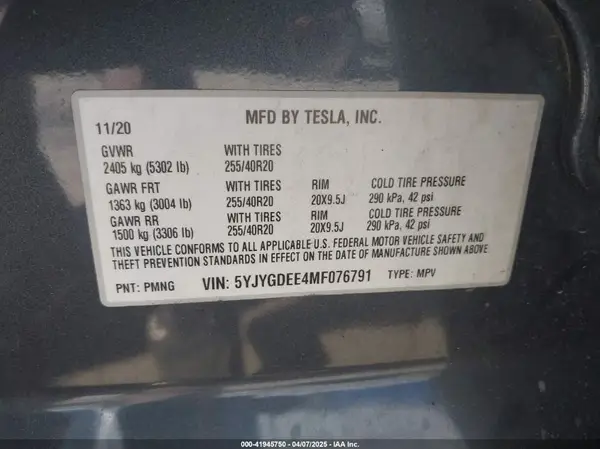 11/20 MFD BY TESLA, INC.
GVWR WITH TIRES
2405 kg (5302 lb) 255/40R20
GAWR FRT WITH TIRES RIM COLD TIRE PRESSURE
1363 kg (3004 lb) 255/40R20 20X9.5J 290 kPa, 42 psi
GAWR RR WITH TIRES RIM COLD TIRE PRESSURE
1500 kg (3306 lb) 255/40R20 20X9.5J 290 kPa, 42 psi
THIS VEHICLE CONFORMS TO ALL APPLICABLE U.S. FEDERAL MOTOR VEHICLE SAFETY AND
THEFT PREVENTION STANDARDS IN EFFECT ON THE DATE OF MANUFACTURE SHOWN ABOVE
PNT: PMNG VIN: 5YJYGDEE4MF076791 TYPE: MPV
000-41945750 - 04/07/2025 - IAAI.COM